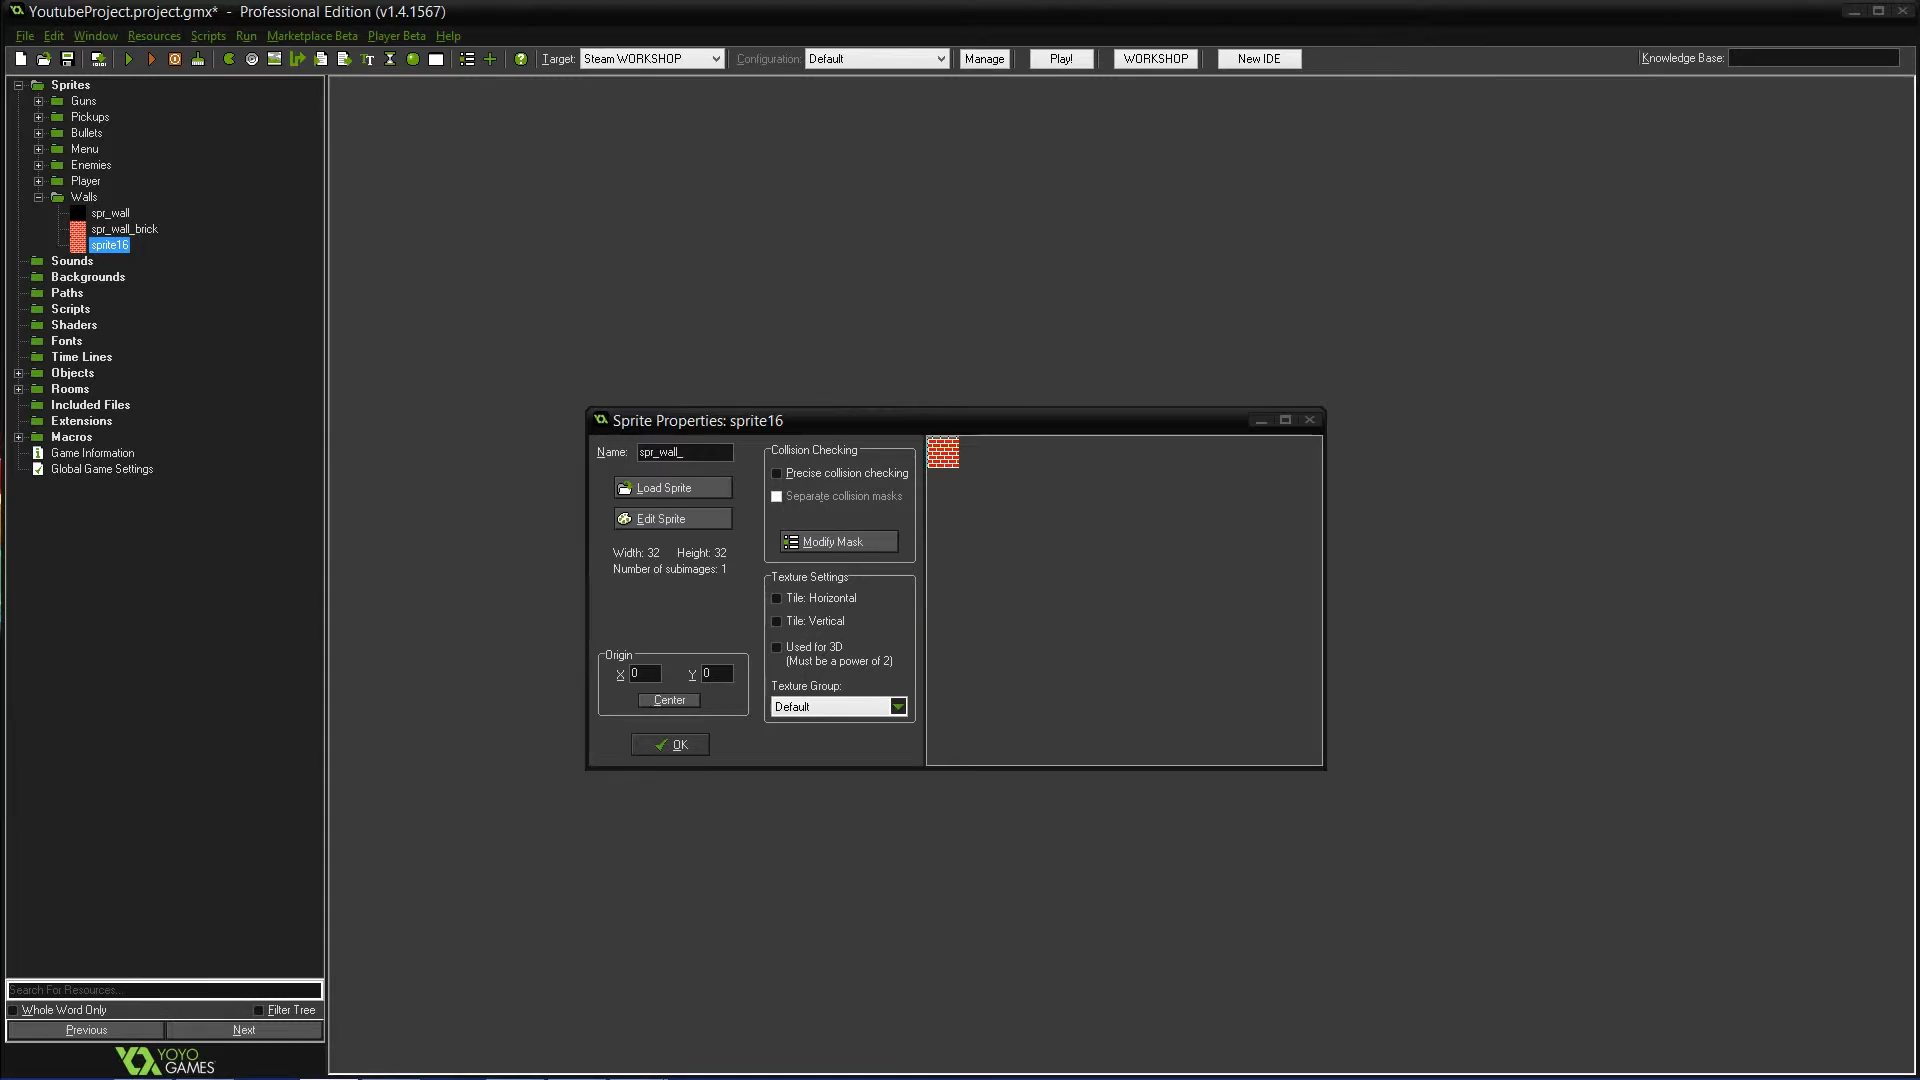 YoutubeProject.project.gmx* - Professional Edition (v1.4.1567)
File Edit Window Resources Scripts Run Marketplace Beta Player Beta Help
Target: Steam WORKSHOP Configuration: Default Manage Play! WORKSHOP New IDE Knowledge Base:
Sprites
Guns
Pickups
Bullets
Menu
Enemies
Player
Walls
spr_wall
spr_wall_brick
sprite16
Sounds
Backgrounds
Paths
Scripts
Shaders
Fonts
Time Lines
Objects
Rooms
Included Files
Extensions
Macros
Game Information
Global Game Settings
Search For Resources...
Whole Word Only Filter Tree
Previous Next
YOYO
GAMES
Sprite Properties: sprite16
Name: spr_wall_
Load Sprite
Edit Sprite
Width: 32 Height: 32
Number of subimages: 1
Origin
X 0 Y 0
Center
OK
Collision Checking
Precise collision checking
Separate collision masks
Modify Mask
Texture Settings
Tile: Horizontal
Tile: Vertical
Used for 3D
(Must be a power of 2)
Texture Group:
Default